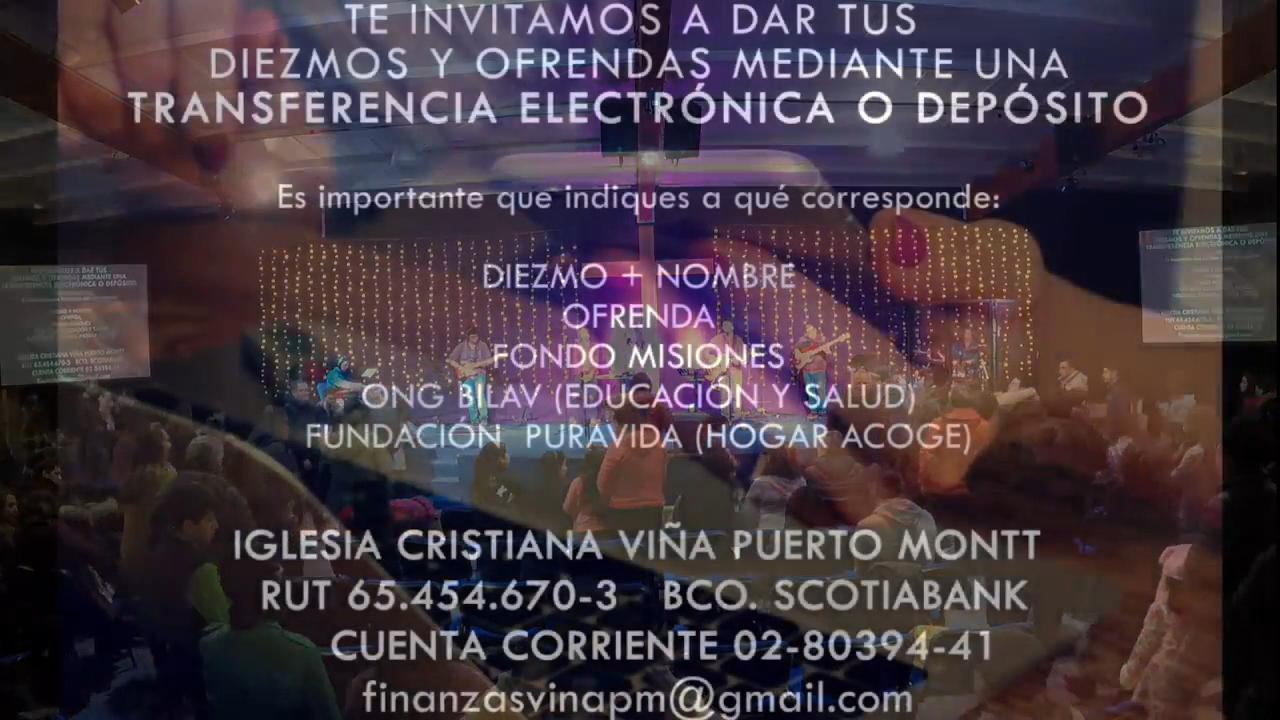 TE INVITAMOS A DAR TUS
DIEZMOS Y OFRENDAS MEDIANTE UNA
TRANSFERENCIA ELECTRÓNICA O DEPÓSITO
Es importante que indiques a qué corresponde:
DIEZMO + NOMBRE
OFRENDA
FONDO MISIONES
ONG BILAV (EDUCACIÓN Y SALUD)
FUNDACIÓN PURAVIDA (HOGAR ACOGE)
IGLESIA CRISTIANA VIÑA PUERTO MONTT
RUT 65.454.670-3 BCO. SCOTIABANK
CUENTA CORRIENTE 02-80394-41
finanzasvinapm@gmail.com